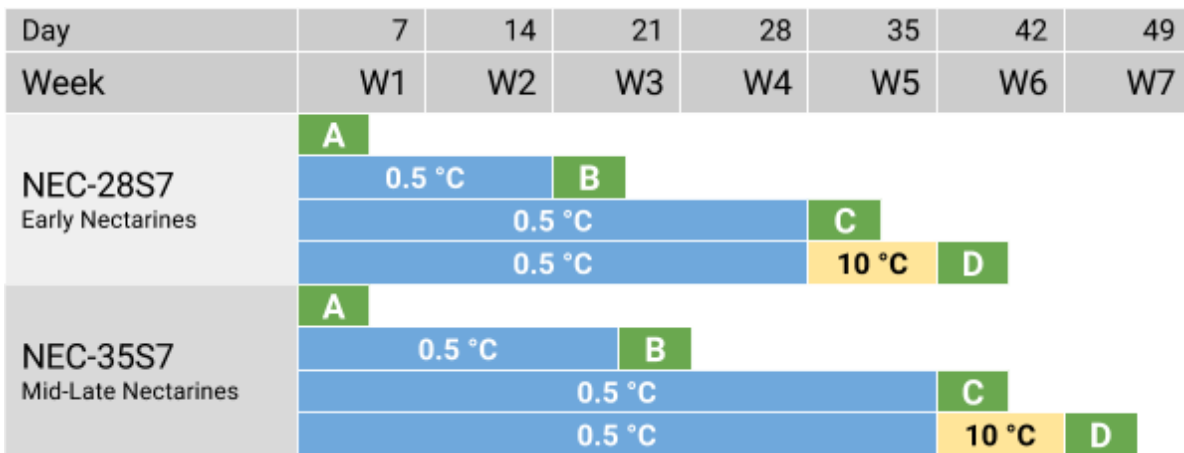 Day 7 14 21 28 35 42 49
Week W1 W2 W3 W4 W5 W6 W7
A
NEC-28S7
Early Nectarines
0.5 °C B
0.5 °C C
0.5 °C 10 °C D
A
NEC-35S7
Mid-Late Nectarines
0.5 °C B
0.5 °C C
0.5 °C 10 °C D